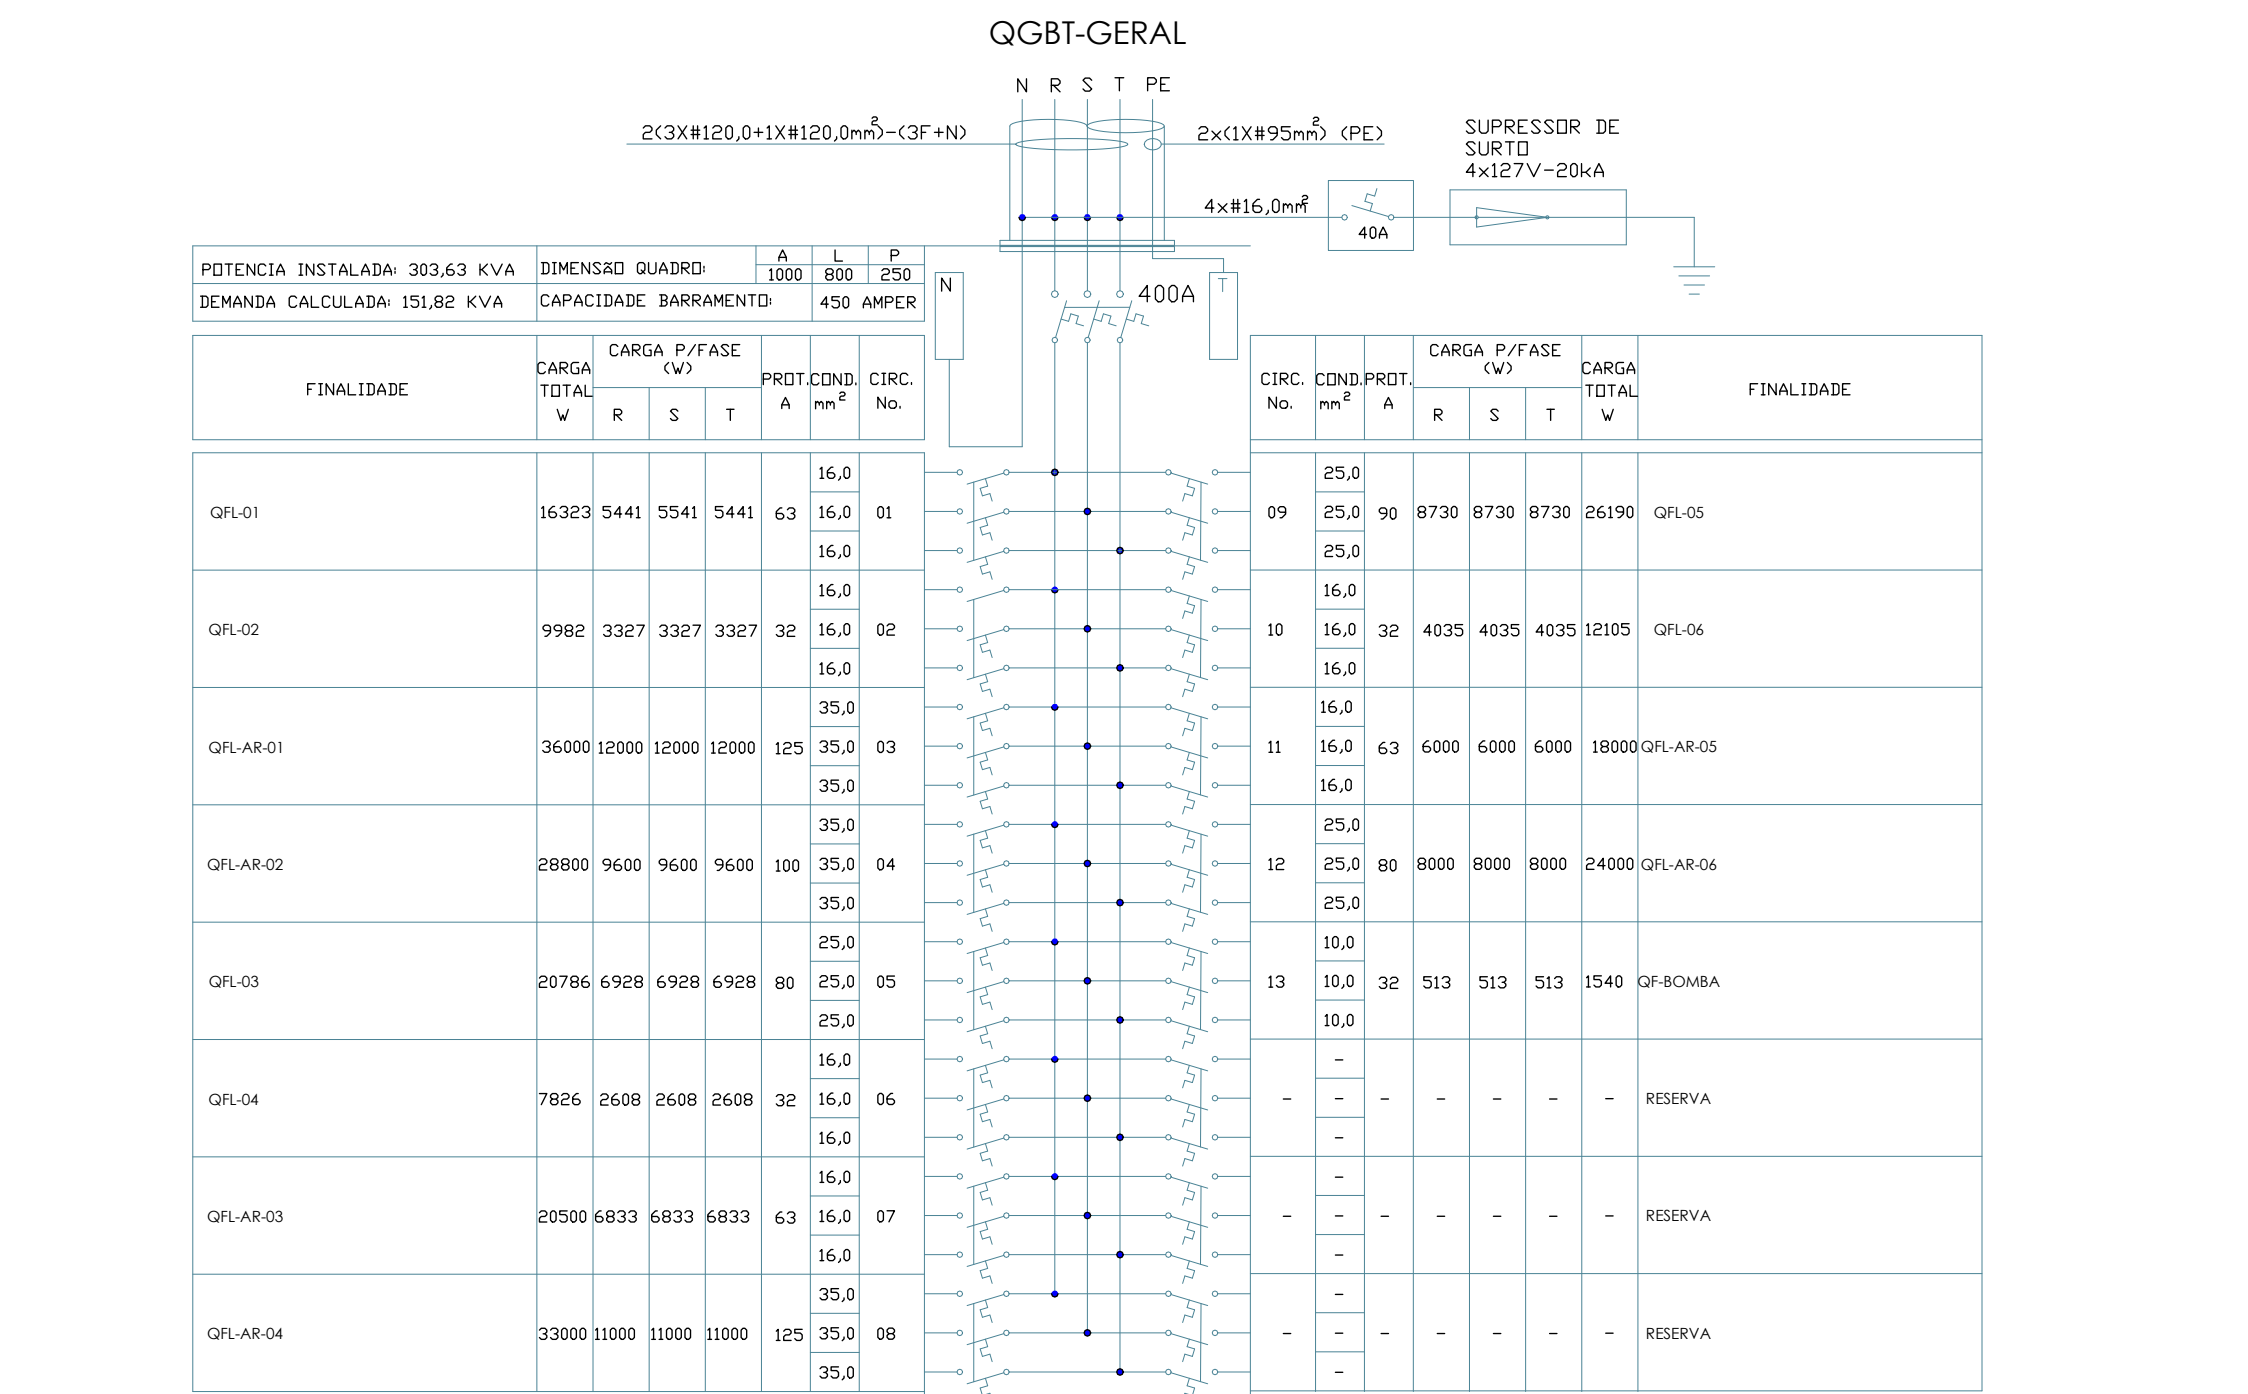 QGBT-GERAL
N R S T PE
2(3X#120,0+1X#120,0mm²)-(3F+N)
2x(1X#95mm²) (PE)
SUPRESSOR DE
SURTO
4x127V-20kA
4x#16,0mm²
40A
POTENCIA INSTALADA: 303,63 KVA
DIMENSãO QUADRO:
A L P
1000 800 250
DEMANDA CALCULADA: 151,82 KVA
CAPACIDADE BARRAMENTO:
450 AMPER
N
400A
T
FINALIDADE
CARGA
TOTAL
W
CARGA P/FASE
(W)
R S T
PROT.
A
COND.
mm²
CIRC.
No.
CIRC.
No.
COND.
mm²
PROT.
A
CARGA P/FASE
(W)
R S T
CARGA
TOTAL
W
FINALIDADE
16,0
QFL-01 16323 5441 5541 5441 63 16,0 01
16,0
25,0
09 25,0 90 8730 8730 8730 26190 QFL-05
25,0
16,0
QFL-02 9982 3327 3327 3327 32 16,0 02
16,0
16,0
10 16,0 32 4035 4035 4035 12105 QFL-06
16,0
35,0
QFL-AR-01 36000 12000 12000 12000 125 35,0 03
35,0
16,0
11 16,0 63 6000 6000 6000 18000 QFL-AR-05
16,0
35,0
QFL-AR-02 28800 9600 9600 9600 100 35,0 04
35,0
25,0
12 25,0 80 8000 8000 8000 24000 QFL-AR-06
25,0
25,0
QFL-03 20786 6928 6928 6928 80 25,0 05
25,0
10,0
13 10,0 32 513 513 513 1540 QF-BOMBA
10,0
16,0
QFL-04 7826 2608 2608 2608 32 16,0 06
16,0
-
- - - - - - - RESERVA
-
16,0
QFL-AR-03 20500 6833 6833 6833 63 16,0 07
16,0
-
- - - - - - - RESERVA
-
35,0
QFL-AR-04 33000 11000 11000 11000 125 35,0 08
35,0
-
- - - - - - - RESERVA
-